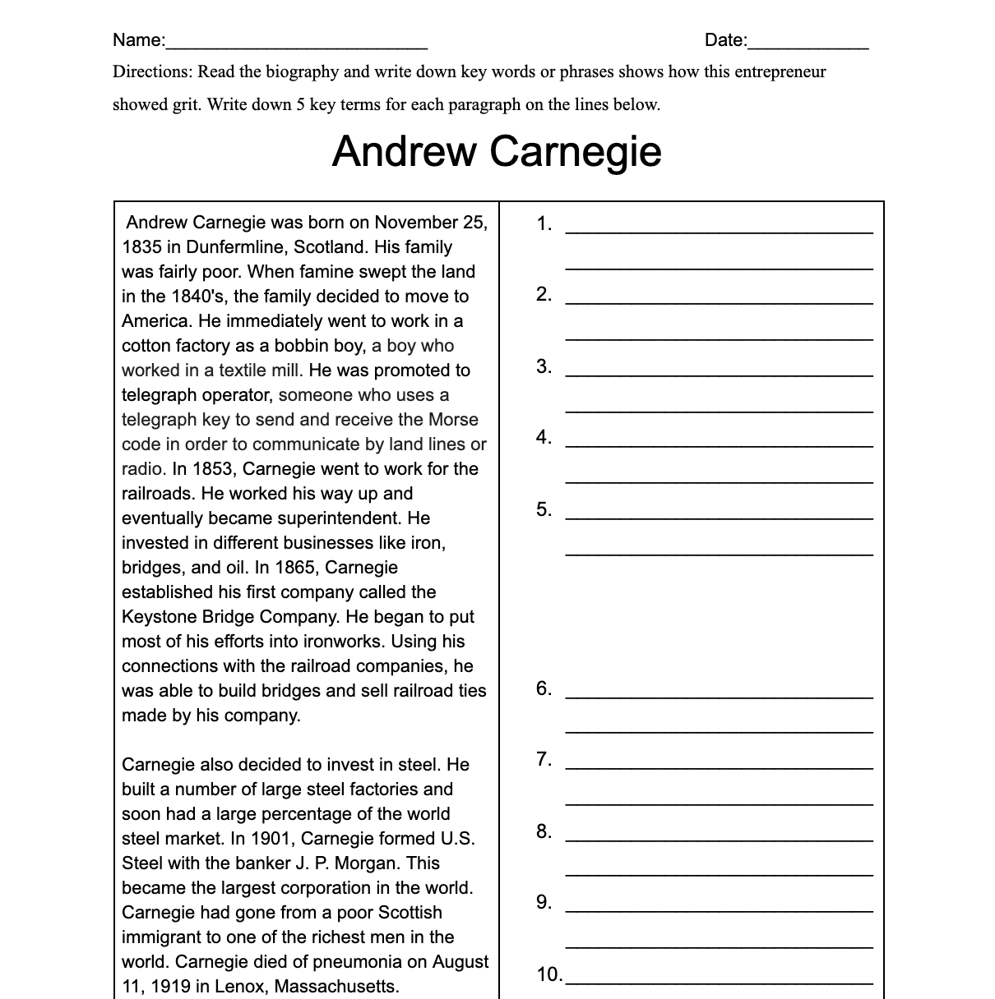 Name:__________________________ Date:____________
Directions: Read the biography and write down key words or phrases shows how this entrepreneur
showed grit. Write down 5 key terms for each paragraph on the lines below.
Andrew Carnegie
Andrew Carnegie was born on November 25,
1835 in Dunfermline, Scotland. His family
was fairly poor. When famine swept the land
in the 1840's, the family decided to move to
America. He immediately went to work in a
cotton factory as a bobbin boy, a boy who
worked in a textile mill. He was promoted to
telegraph operator, someone who uses a
telegraph key to send and receive the Morse
code in order to communicate by land lines or
radio. In 1853, Carnegie went to work for the
railroads. He worked his way up and
eventually became superintendent. He
invested in different businesses like iron,
bridges, and oil. In 1865, Carnegie
established his first company called the
Keystone Bridge Company. He began to put
most of his efforts into ironworks. Using his
connections with the railroad companies, he
was able to build bridges and sell railroad ties
made by his company.
Carnegie also decided to invest in steel. He
built a number of large steel factories and
soon had a large percentage of the world
steel market. In 1901, Carnegie formed U.S.
Steel with the banker J. P. Morgan. This
became the largest corporation in the world.
Carnegie had gone from a poor Scottish
immigrant to one of the richest men in the
world. Carnegie died of pneumonia on August
11, 1919 in Lenox, Massachusetts.
1.
2.
3.
4.
5.
6.
7.
8.
9.
10.